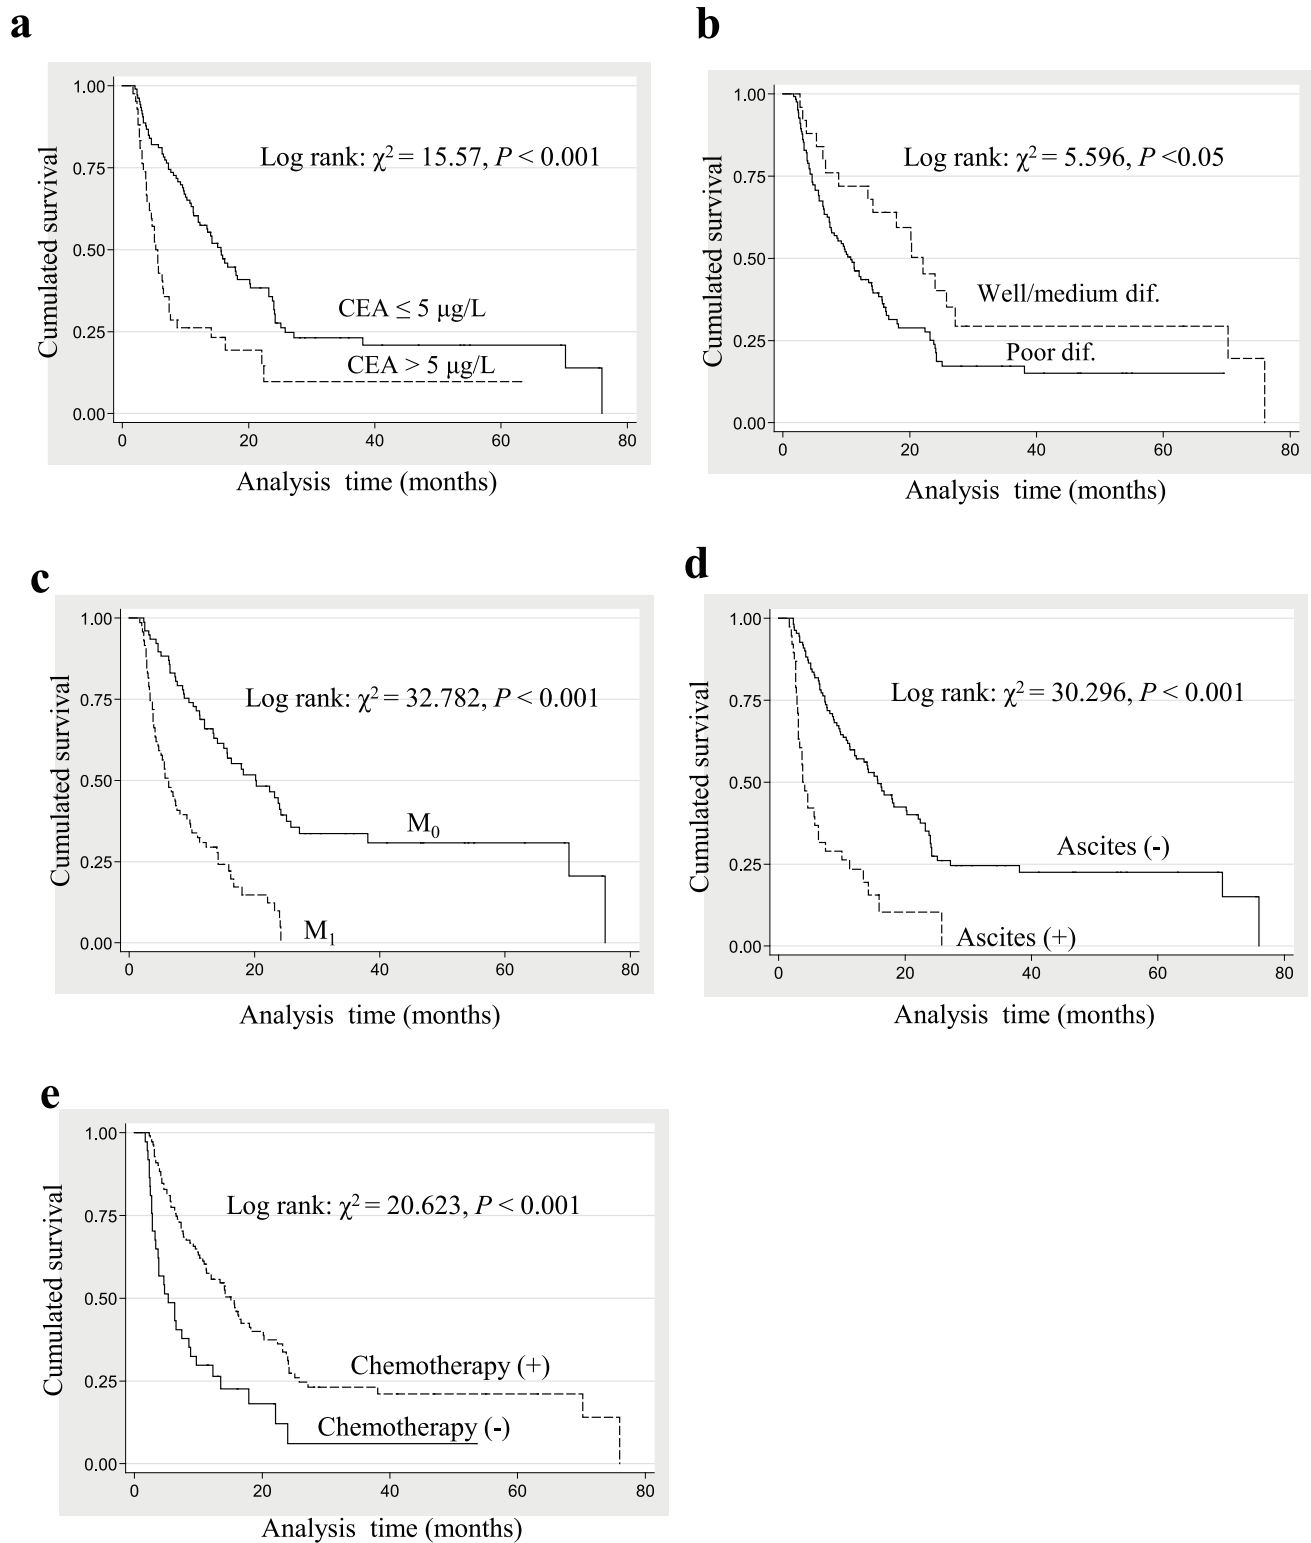 a
1.00
0.75
0.50
0.25
0.00
Cumulated survival
Log rank: χ² = 15.57, P < 0.001
CEA ≤ 5 μg/L
CEA > 5 μg/L
0 20 40 60 80
Analysis time (months)
b
1.00
0.75
0.50
0.25
0.00
Cumulated survival
Log rank: χ² = 5.596, P <0.05
Well/medium dif.
Poor dif.
0 20 40 60 80
Analysis time (months)
c
1.00
0.75
0.50
0.25
0.00
Cumulated survival
Log rank: χ² = 32.782, P < 0.001
M₀
M₁
0 20 40 60 80
Analysis time (months)
d
1.00
0.75
0.50
0.25
0.00
Cumulated survival
Log rank: χ² = 30.296, P < 0.001
Ascites (-)
Ascites (+)
0 20 40 60 80
Analysis time (months)
e
1.00
0.75
0.50
0.25
0.00
Cumulated survival
Log rank: χ² = 20.623, P < 0.001
Chemotherapy (+)
Chemotherapy (-)
0 20 40 60 80
Analysis time (months)